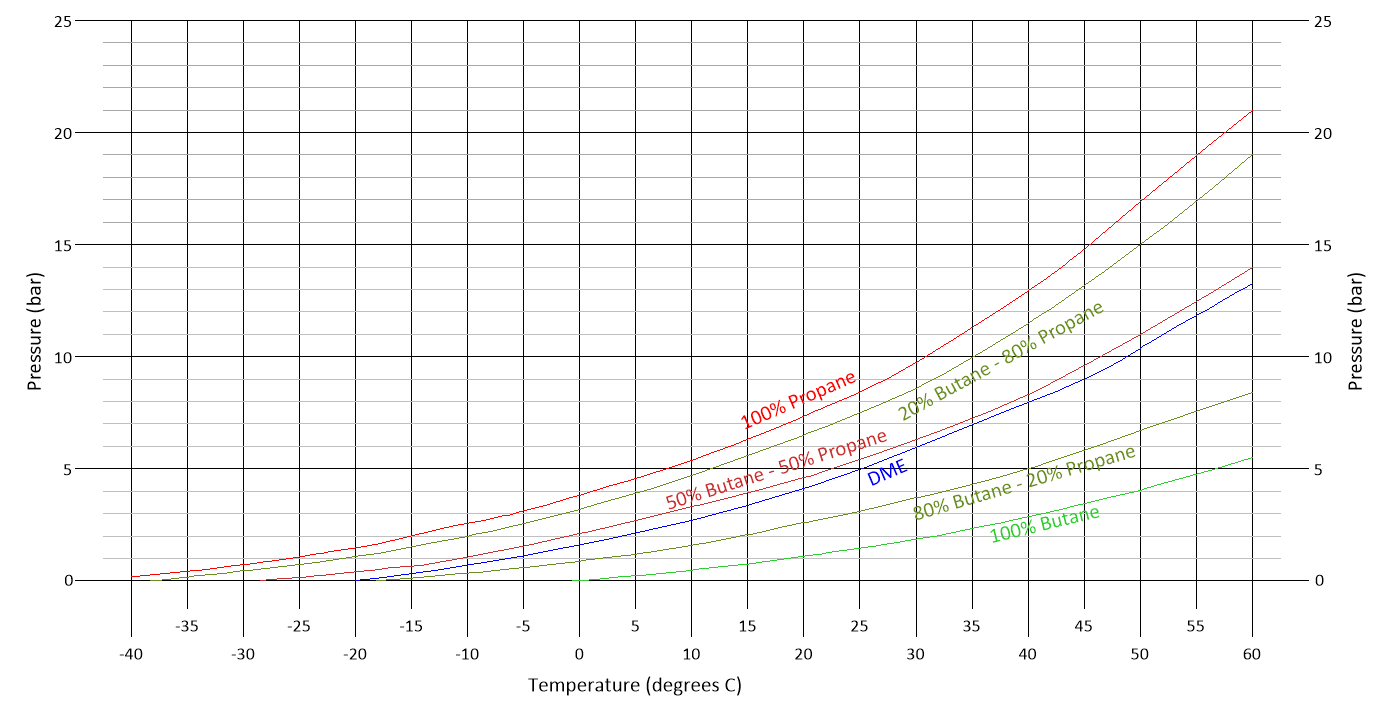 25
25
20
20
15
15
10
10
5
5
0
0
Pressure (bar)
Pressure (bar)
100% Propane
20% Butane - 80% Propane
50% Butane - 50% Propane
DME
80% Butane - 20% Propane
100% Butane
-35 -25 -15 -5 5 15 25 35 45 55
-40 -30 -20 -10 0 10 20 30 40 50 60
Temperature (degrees C)